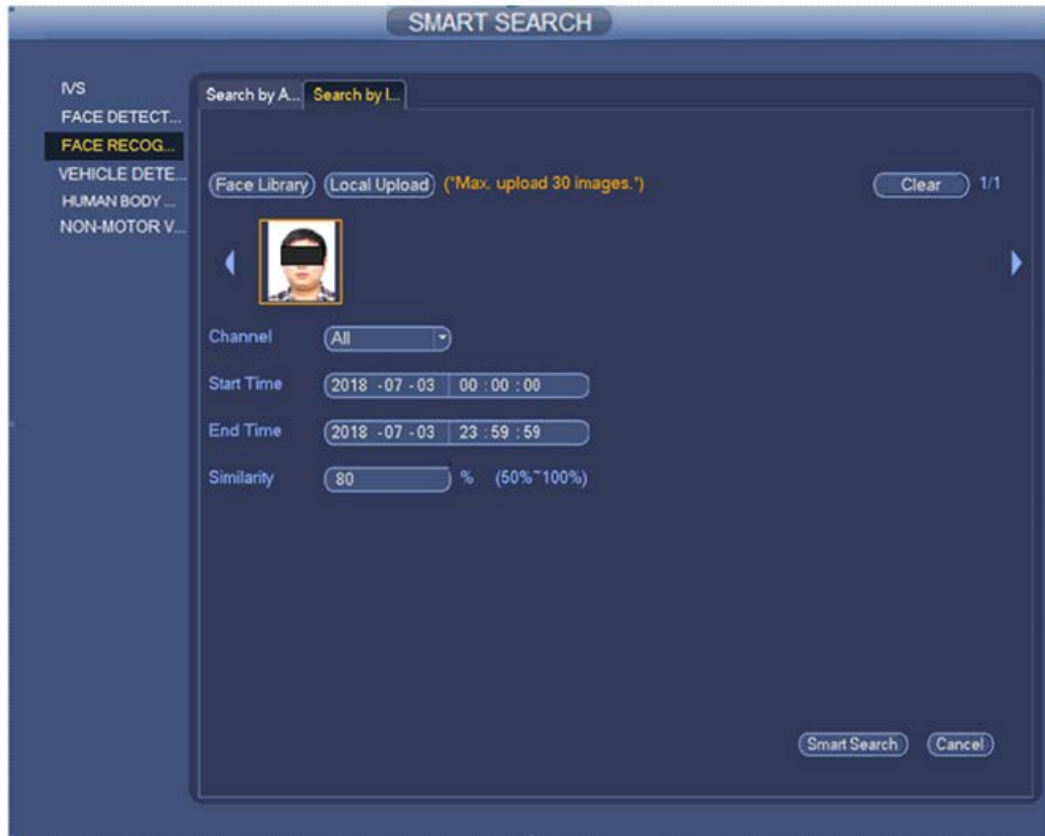 SMART SEARCH
IVS
FACE DETECT...
FACE RECOG...
VEHICLE DETE...
HUMAN BODY ...
NON-MOTOR V...
Search by A... Search by I...
Face Library Local Upload ("Max. upload 30 images.") Clear 1/1
Channel All
Start Time 2018 -07 -03 00 : 00 : 00
End Time 2018 -07 -03 23 : 59 : 59
Similarity 80 % (50%~100%)
Smart Search Cancel